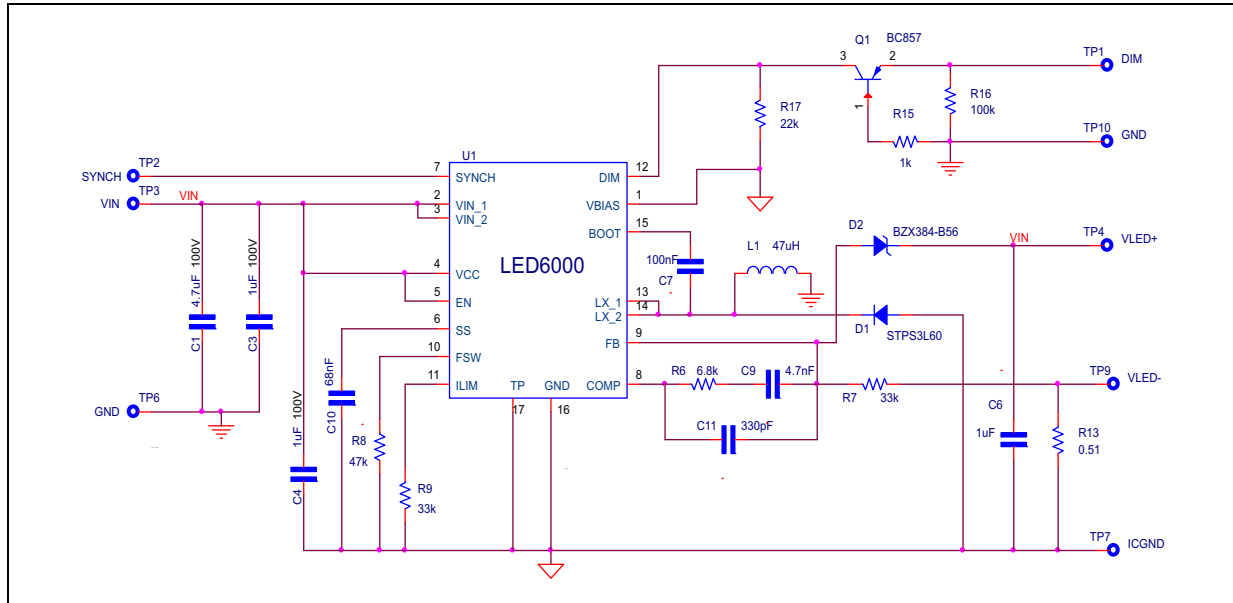 Q1 BC857
TP1
DIM
3
2
1
R17
22k
R15
1k
R16
100k
TP10
GND
U1
TP2
SYNCH
TP3
VIN
VIN
7
SYNCH
2
VIN_1
3
VIN_2
4
VCC
5
EN
6
SS
10
FSW
11
ILIM
LED6000
12
DIM
1
VBIAS
15
BOOT
13
LX_1
14
LX_2
9
FB
8
COMP
TP
GND
17
16
100nF
C7
L1 47uH
D2
BZX384-B56
VIN
TP4
VLED+
D1
STPS3L60
R6 6.8k
C9 4.7nF
C11 330pF
R7
33k
TP9
VLED-
C6
1uF
R13
0.51
4.7uF 100V
C1
1uF 100V
C3
TP6
GND
1uF 100V
C4
68nF
C10
R8
47k
R9
33k
TP7
ICGND